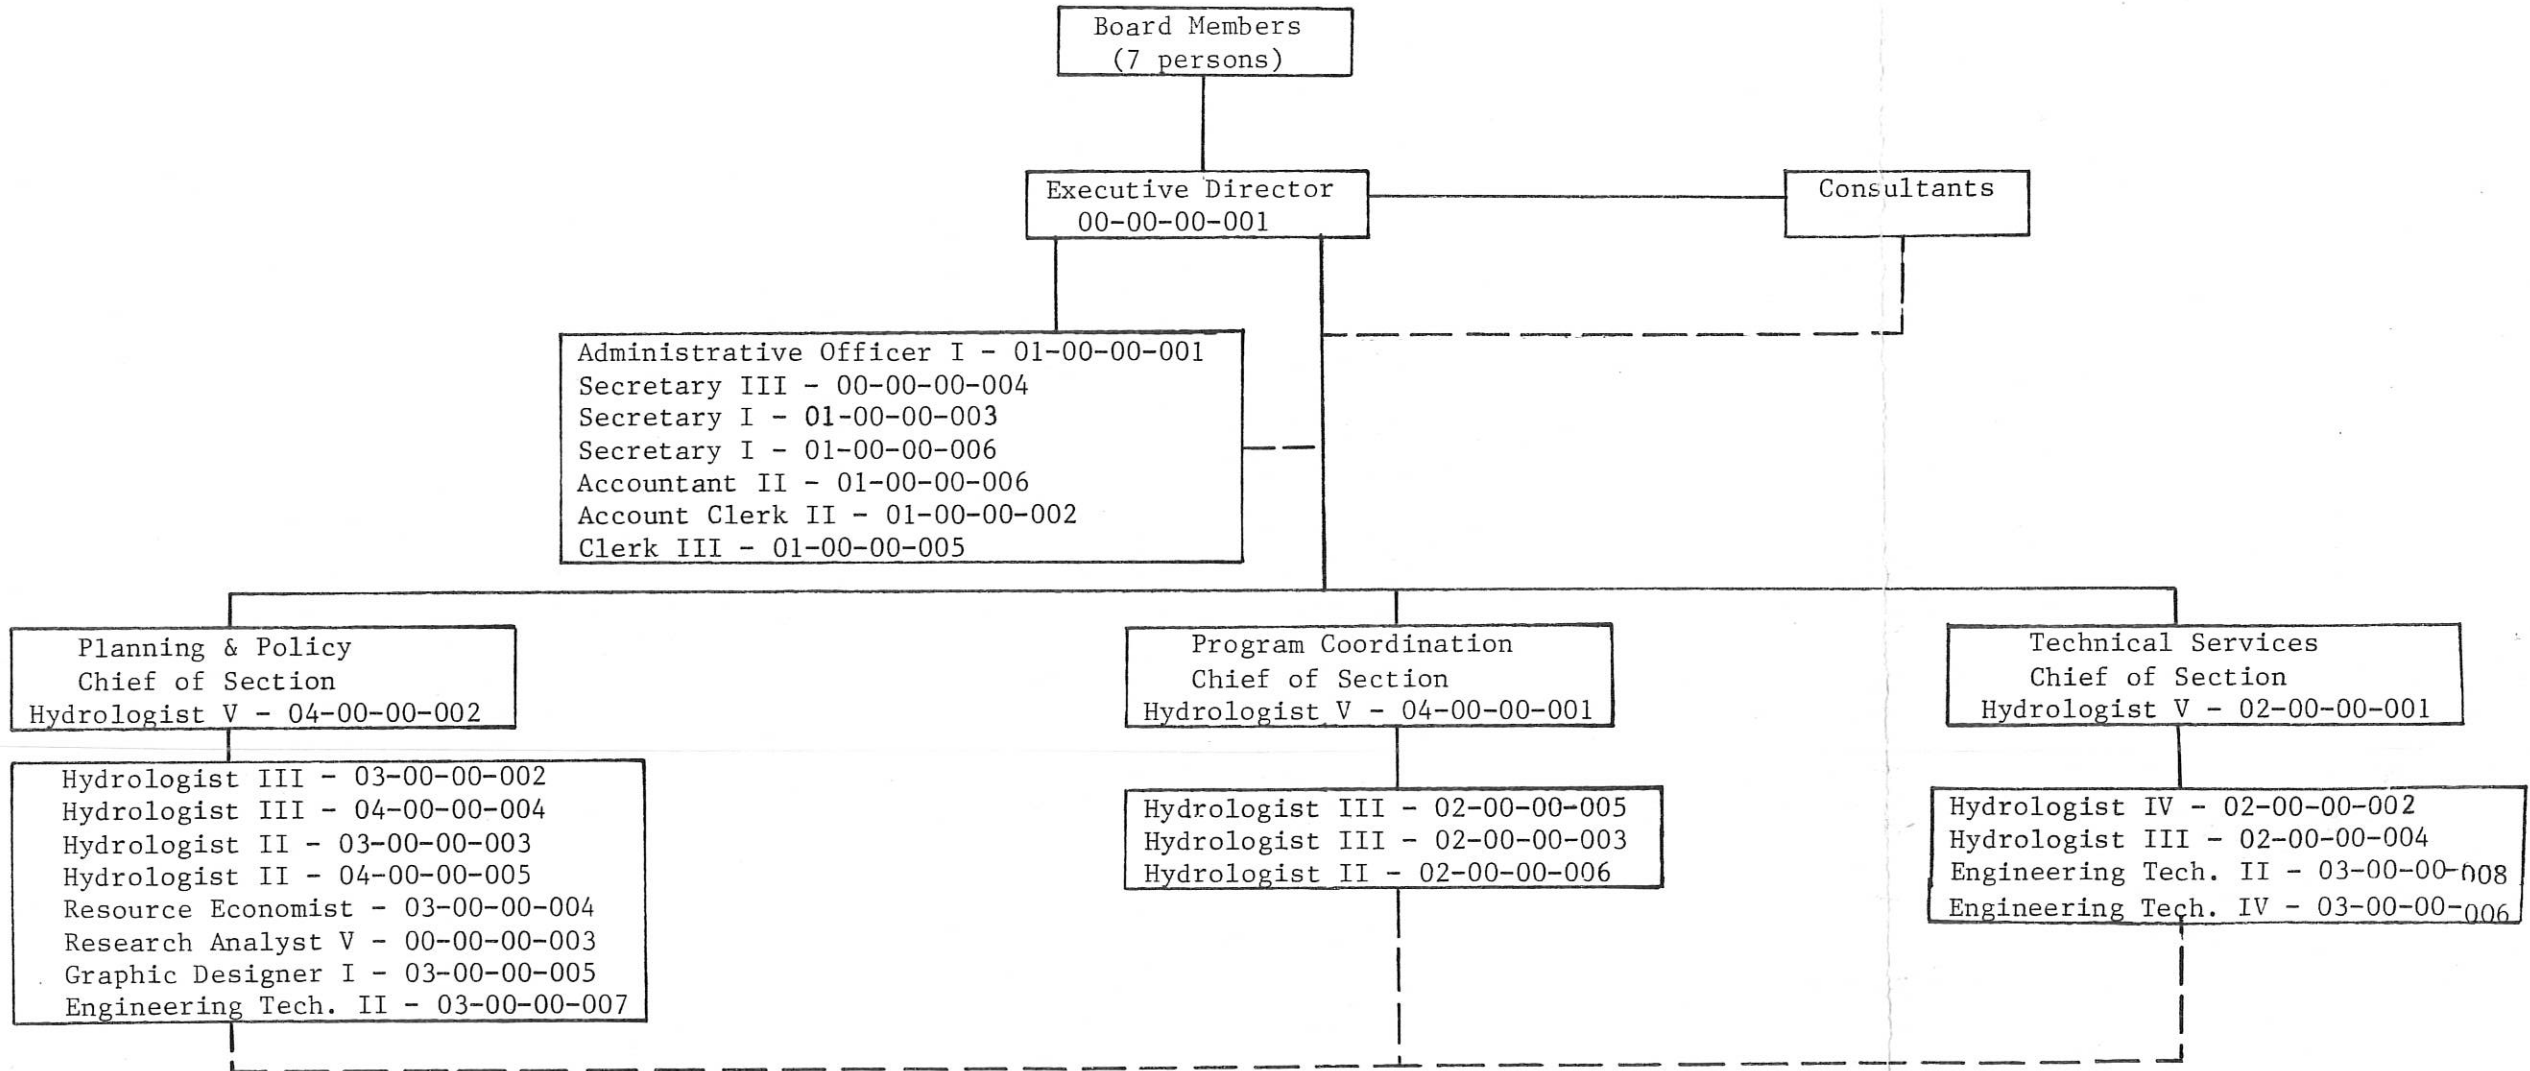 Board Members
(7 persons)
Executive Director
00-00-00-001
Consultants
Administrative Officer I - 01-00-00-001
Secretary III - 00-00-00-004
Secretary I - 01-00-00-003
Secretary I - 01-00-00-006
Accountant II - 01-00-00-006
Account Clerk II - 01-00-00-002
Clerk III - 01-00-00-005
Planning & Policy
Chief of Section
Hydrologist V - 04-00-00-002
Program Coordination
Chief of Section
Hydrologist V - 04-00-00-001
Technical Services
Chief of Section
Hydrologist V - 02-00-00-001
Hydrologist III - 03-00-00-002
Hydrologist III - 04-00-00-004
Hydrologist II - 03-00-00-003
Hydrologist II - 04-00-00-005
Resource Economist - 03-00-00-004
Research Analyst V - 00-00-00-003
Graphic Designer I - 03-00-00-005
Engineering Tech. II - 03-00-00-007
Hydrologist III - 02-00-00-005
Hydrologist III - 02-00-00-003
Hydrologist II - 02-00-00-006
Hydrologist IV - 02-00-00-002
Hydrologist III - 02-00-00-004
Engineering Tech. II - 03-00-00-008
Engineering Tech. IV - 03-00-00-006